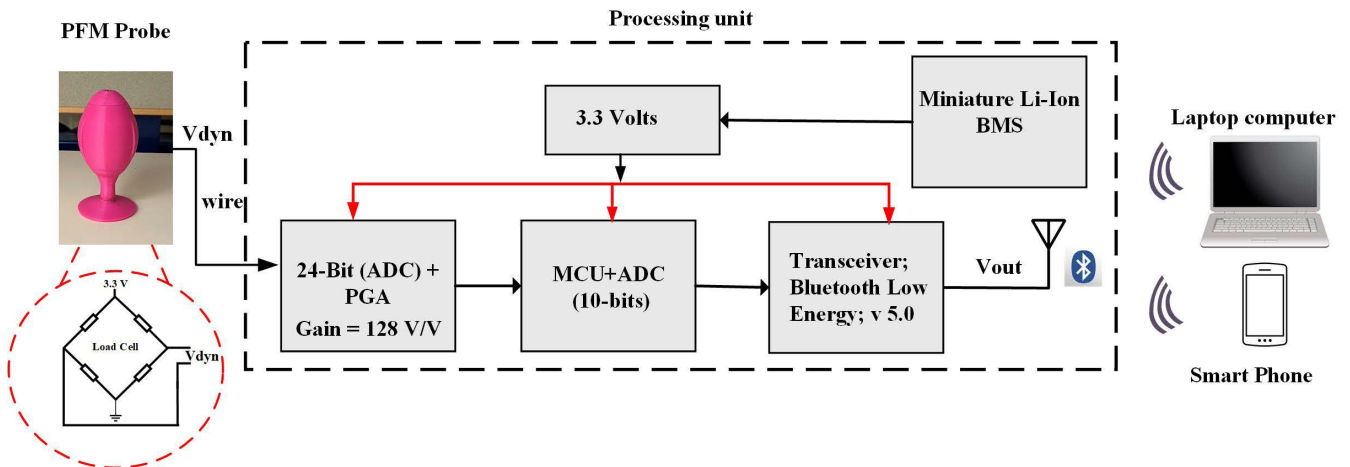 Processing unit
PFM Probe
Vdyn
wire
3.3 Volts
Miniature Li-Ion
BMS
Laptop computer
24-Bit (ADC) +
PGA
Gain = 128 V/V
MCU+ADC
(10-bits)
Transceiver;
Bluetooth Low
Energy; v 5.0
Vout
3.3 V
Load Cell
Vdyn
Smart Phone